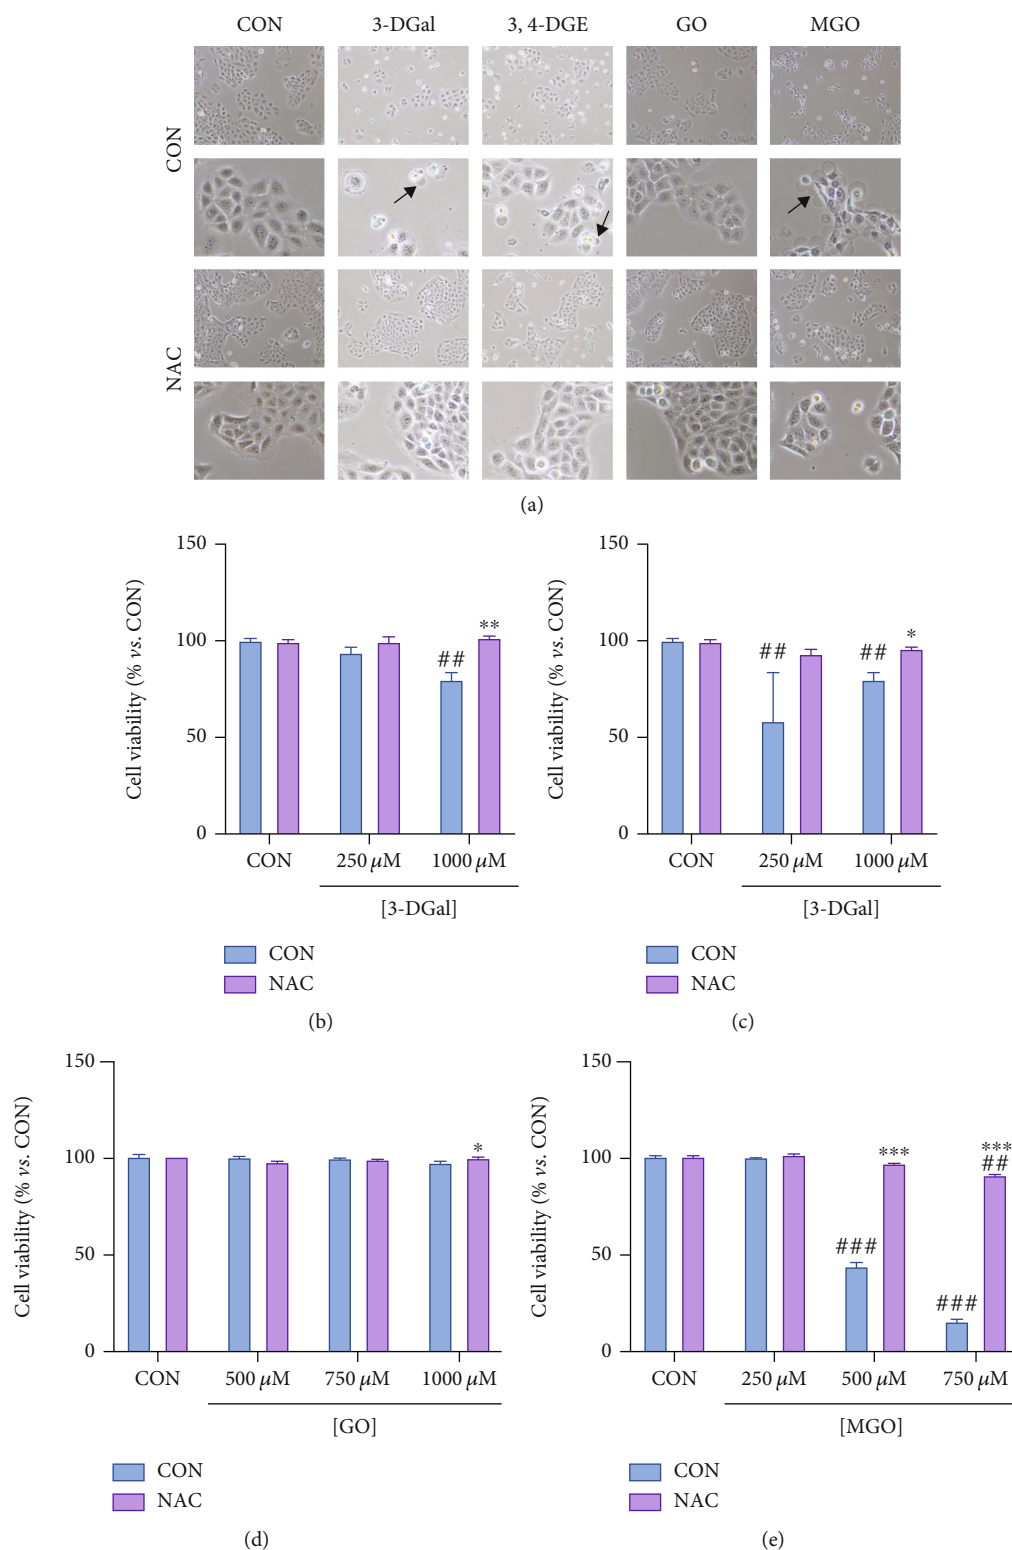 CON 3-DGal 3, 4-DGE GO MGO
CON
NAC
(a)
Cell viability (% vs. CON)
150
100
50
0
##
**
CON 250 μM 1000 μM
[3-DGal]
CON
NAC
(b)
Cell viability (% vs. CON)
150
100
50
0
##
##
*
CON 250 μM 1000 μM
[3-DGal]
CON
NAC
(c)
Cell viability (% vs. CON)
150
100
50
0
*
CON 500 μM 750 μM 1000 μM
[GO]
CON
NAC
(d)
Cell viability (% vs. CON)
150
100
50
0
###
***
###
***
##
CON 250 μM 500 μM 750 μM
[MGO]
CON
NAC
(e)